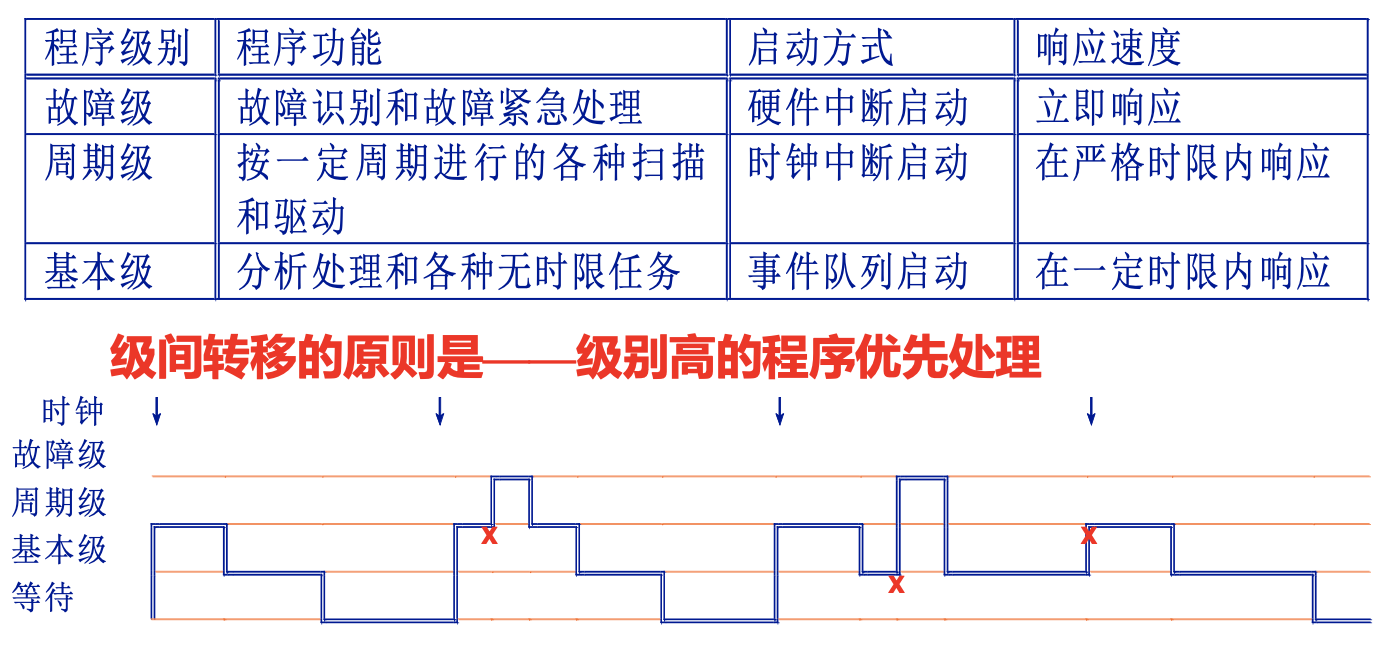 程序级别 程序功能 启动方式 响应速度
故障级 故障识别和故障紧急处理 硬件中断启动 立即响应
周期级 按一定周期进行的各种扫描 时钟中断启动 在严格时限内响应
和驱动
基本级 分析处理和各种无时限任务 事件队列启动 在一定时限内响应
级间转移的原则是——级别高的程序优先处理
时钟
故障级
周期级
x x
基本级
x
等待